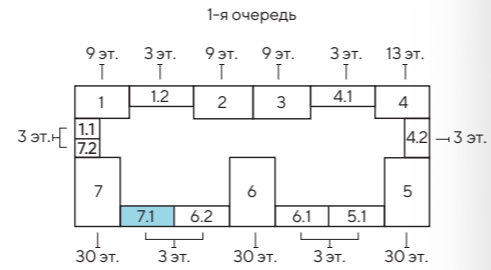 1-я очередь
9 эт. 3 эт. 9 эт. 9 эт. 3 эт. 13 эт.
1 1.2 2 3 4.1 4
3 эт. 1.1 4.2 3 эт.
7.2
7 6 5
7.1 6.2 6.1 5.1
30 эт. 3 эт. 30 эт. 3 эт. 30 эт.